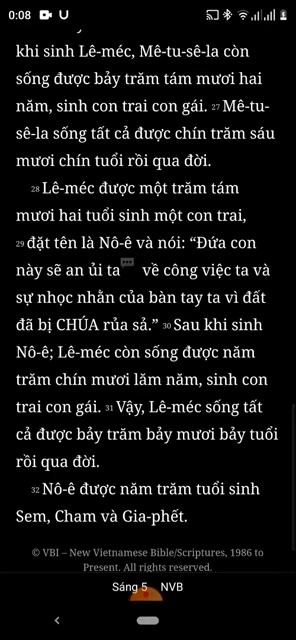 0:08
khi sinh Lê-méc, Mê-tu-sê-la còn
sống được bảy trăm tám mươi hai
năm, sinh con trai con gái. 27 Mê-tu-
sê-la sống tất cả được chín trăm sáu
mươi chín tuổi rồi qua đời.
28 Lê-méc được một trăm tám
mươi hai tuổi sinh một con trai,
29 đặt tên là Nô-ê và nói: “Đứa con
này sẽ an ủi ta về công việc ta và
sự nhọc nhằn của bàn tay ta vì đất
đã bị CHÚA rủa sả.” 30 Sau khi sinh
Nô-ê; Lê-méc còn sống được năm
trăm chín mươi lăm năm, sinh con
trai con gái. 31 Vậy, Lê-méc sống tất
cả được bảy trăm bảy mươi bảy tuổi
rồi qua đời.
32 Nô-ê được năm trăm tuổi sinh
Sem, Cham và Gia-phết.
© VBI – New Vietnamese Bible/Scriptures, 1986 to
Present. All rights reserved.
Sáng 5 NVB